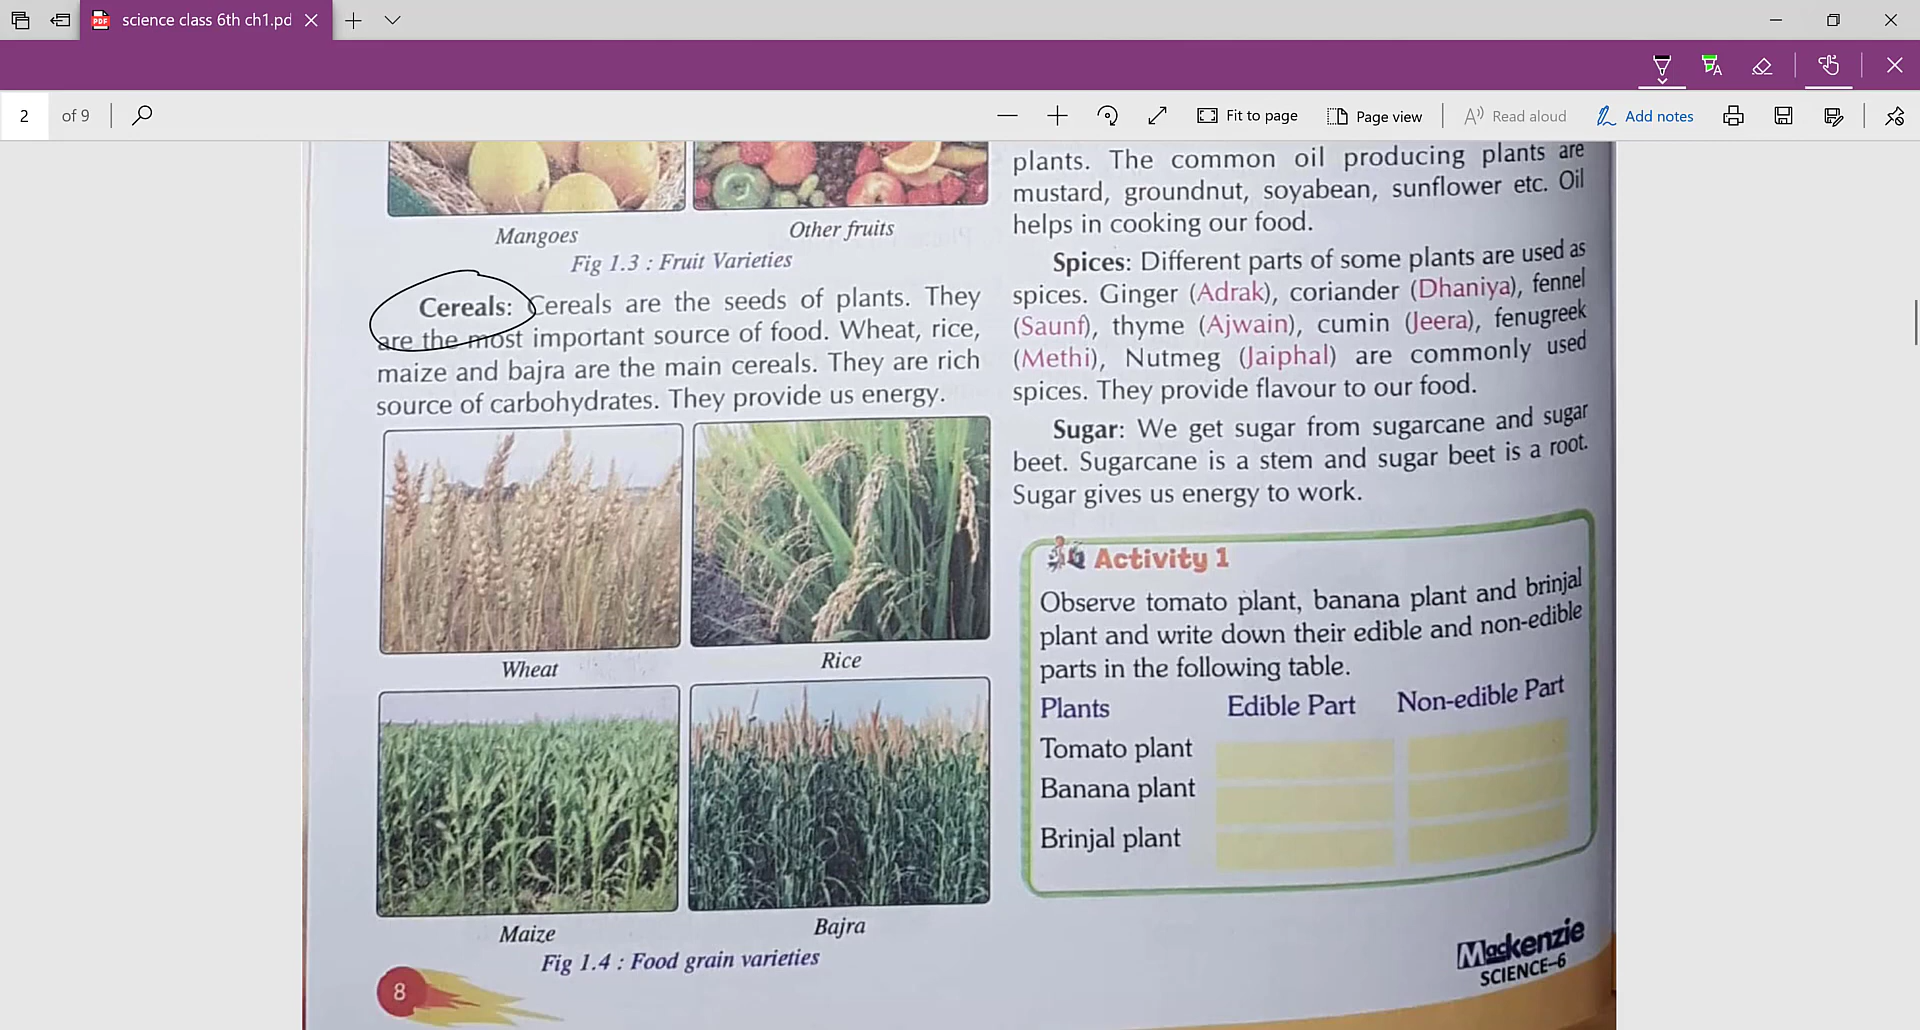 science class 6th ch1.pd
2 of 9
Fit to page
Page view
Read aloud
Add notes
Mangoes
Other fruits
Fig 1.3 : Fruit Varieties
Cereals: Cereals are the seeds of plants. They
are the most important source of food. Wheat, rice,
maize and bajra are the main cereals. They are rich
source of carbohydrates. They provide us energy.
Wheat
Rice
Maize
Bajra
Fig 1.4 : Food grain varieties
8
plants. The common oil producing plants are
mustard, groundnut, soyabean, sunflower etc. Oil
helps in cooking our food.
Spices: Different parts of some plants are used as
spices. Ginger (Adrak), coriander (Dhaniya), fennel
(Saunf), thyme (Ajwain), cumin (Jeera), fenugreek
(Methi), Nutmeg (Jaiphal) are commonly used
spices. They provide flavour to our food.
Sugar: We get sugar from sugarcane and sugar
beet. Sugarcane is a stem and sugar beet is a root.
Sugar gives us energy to work.
Activity 1
Observe tomato plant, banana plant and brinjal
plant and write down their edible and non-edible
parts in the following table.
Plants Edible Part Non-edible Part
Tomato plant
Banana plant
Brinjal plant
Mackenzie
SCIENCE–6